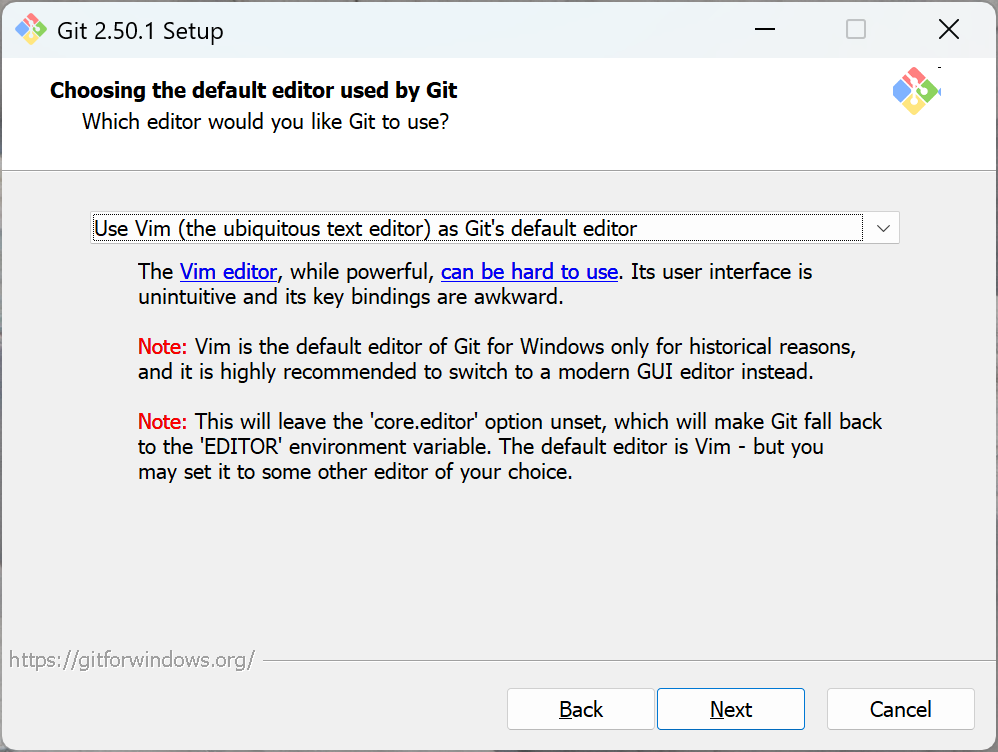 Git 2.50.1 Setup
Choosing the default editor used by Git
Which editor would you like Git to use?
Use Vim (the ubiquitous text editor) as Git's default editor
The Vim editor, while powerful, can be hard to use. Its user interface is
unintuitive and its key bindings are awkward.
Note: Vim is the default editor of Git for Windows only for historical reasons,
and it is highly recommended to switch to a modern GUI editor instead.
Note: This will leave the 'core.editor' option unset, which will make Git fall back
to the 'EDITOR' environment variable. The default editor is Vim - but you
may set it to some other editor of your choice.
https://gitforwindows.org/
Back Next Cancel